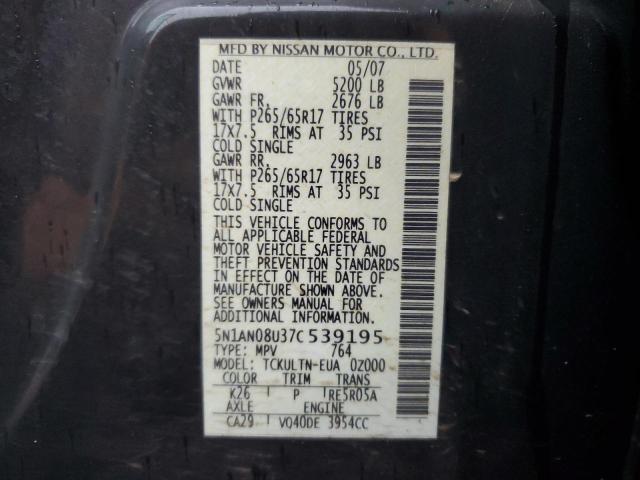 MFD BY NISSAN MOTOR CO., LTD.
DATE 05/07
GVWR 5200 LB
GAWR FR. 2676 LB
WITH P265/65R17 TIRES
17X7.5 RIMS AT 35 PSI
COLD SINGLE
GAWR RR. 2963 LB
WITH P265/65R17 TIRES
17X7.5 RIMS AT 35 PSI
COLD SINGLE
THIS VEHICLE CONFORMS TO
ALL APPLICABLE FEDERAL
MOTOR VEHICLE SAFETY AND
THEFT PREVENTION STANDARDS
IN EFFECT ON THE DATE OF
MANUFACTURE SHOWN ABOVE.
SEE OWNERS MANUAL FOR
ADDITIONAL INFORMATION.
5N1AN08U37C539195
TYPE: MPV 764
MODEL: TCKULTN-EUA 0Z000
COLOR TRIM TRANS
K26 P RE5R05A
AXLE ENGINE
CA29 VQ40DE 3954CC